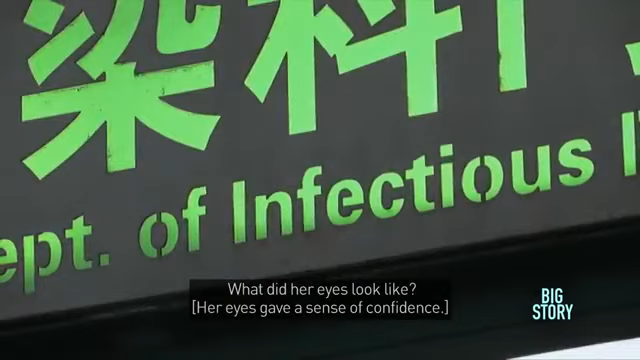 染科
ept. of Infectious
What did her eyes look like?
[Her eyes gave a sense of confidence.]
BIG
STORY